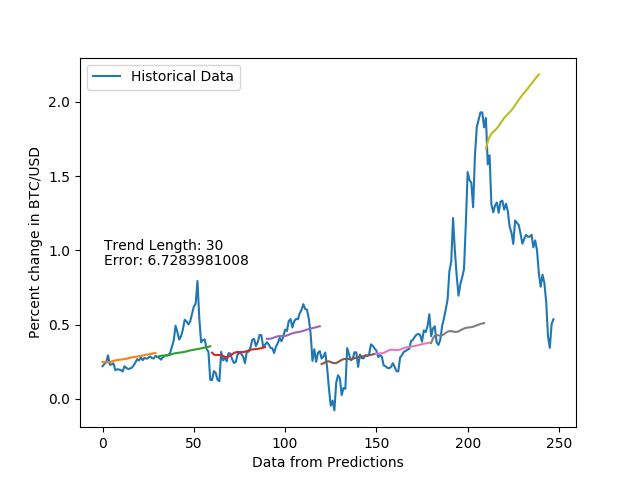 Historical Data
Percent change in BTC/USD
2.0
1.5
1.0
0.5
0.0
Trend Length: 30
Error: 6.7283981008
0 50 100 150 200 250
Data from Predictions